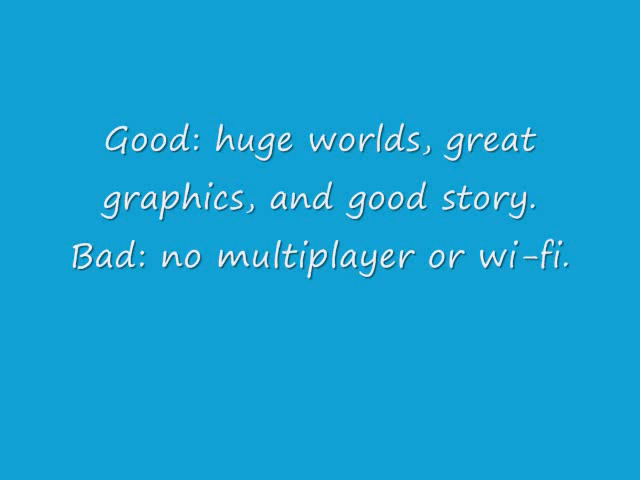 Good: huge worlds, great
graphics, and good story.
Bad: no multiplayer or wi-fi.